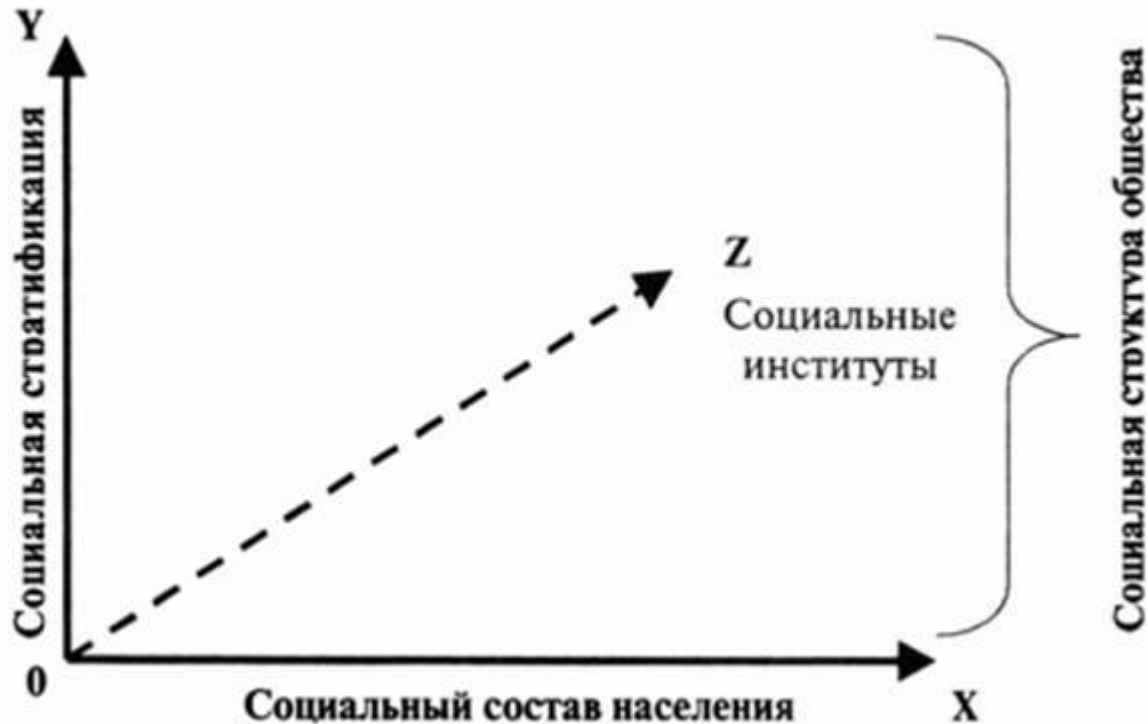 Y
Социальная стратификация
Z
Социальные
институты
Социальная структура общества
0
Социальный состав населения
X